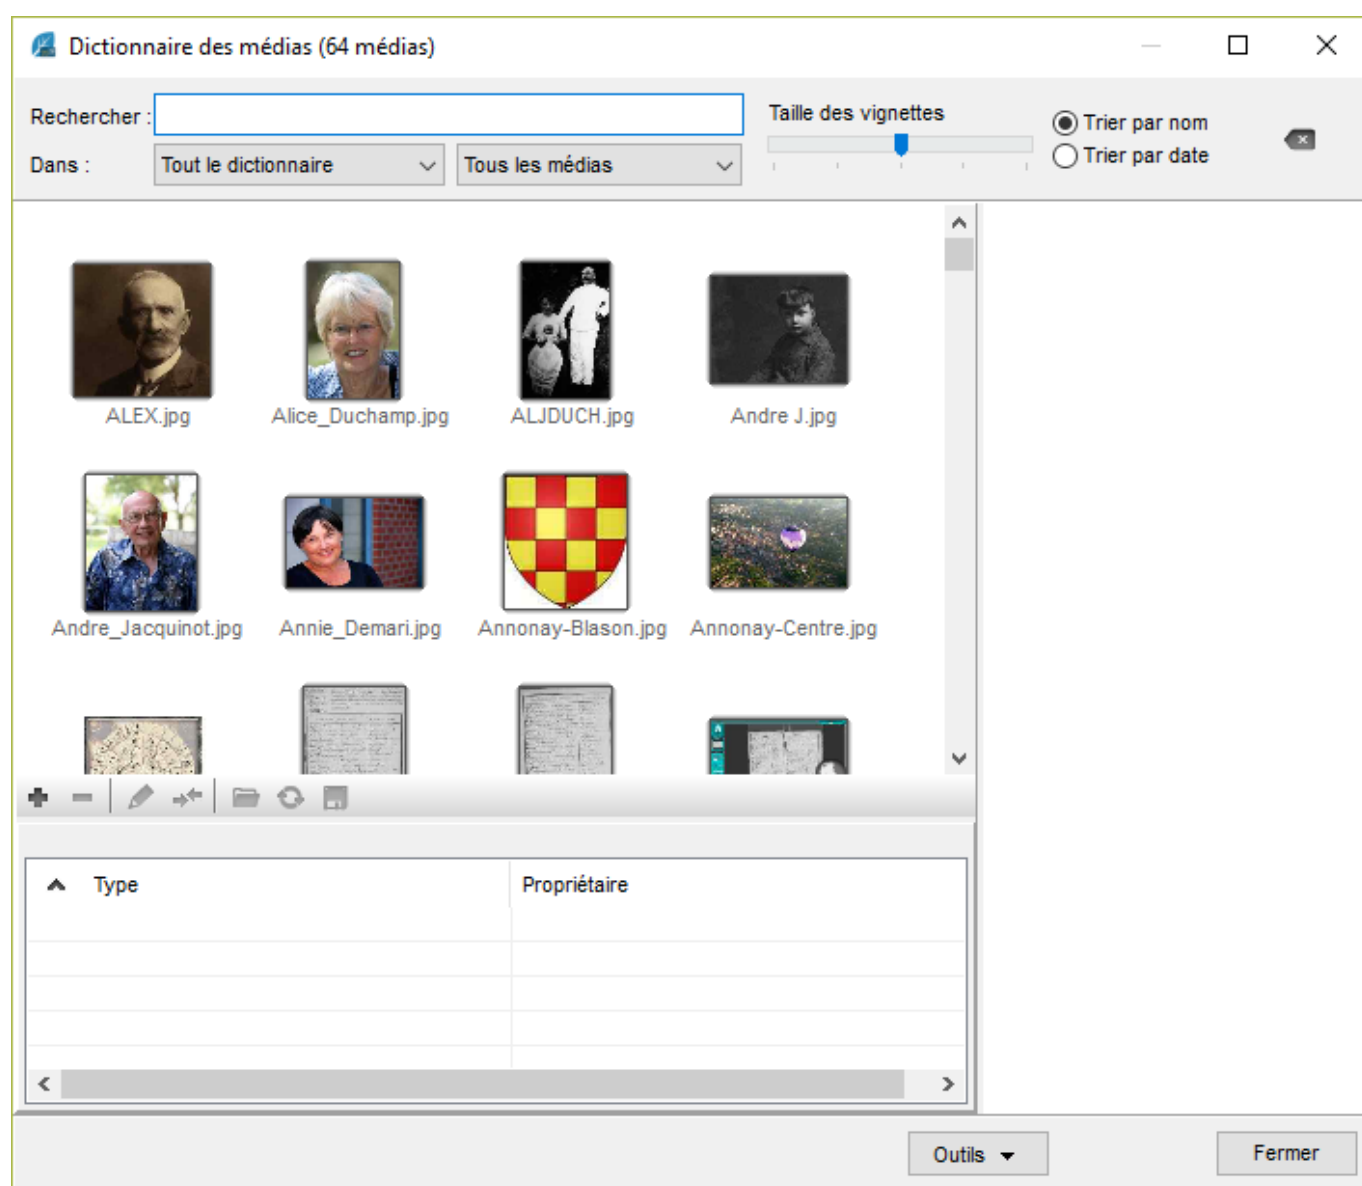 Dictionnaire des médias (64 médias)
Rechercher :
Taille des vignettes
Trier par nom
Dans :
Tout le dictionnaire
Tous les médias
Trier par date
ALEX.jpg
Alice_Duchamp.jpg
ALJDUCH.jpg
Andre J.jpg
Andre_Jacquinot.jpg
Annie_Demari.jpg
Annonay-Blason.jpg
Annonay-Centre.jpg
Type
Propriétaire
Outils
Fermer